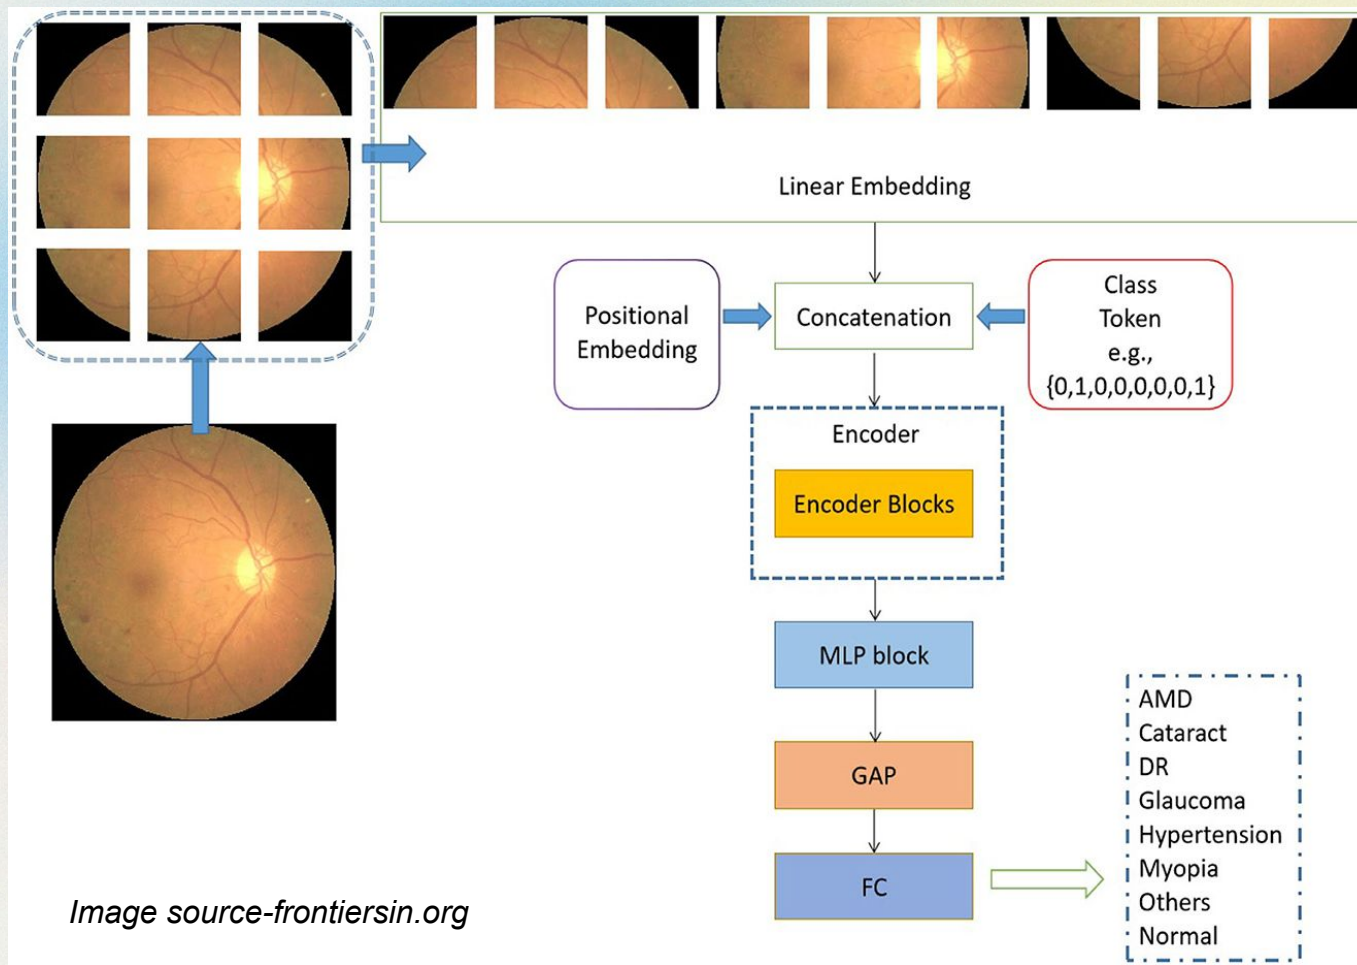 Linear Embedding
Positional
Embedding
Concatenation
Class
Token
e.g.,
{0,1,0,0,0,0,0,1}
Encoder
Encoder Blocks
MLP block
GAP
FC
AMD
Cataract
DR
Glaucoma
Hypertension
Myopia
Others
Normal
Image source-frontiersin.org